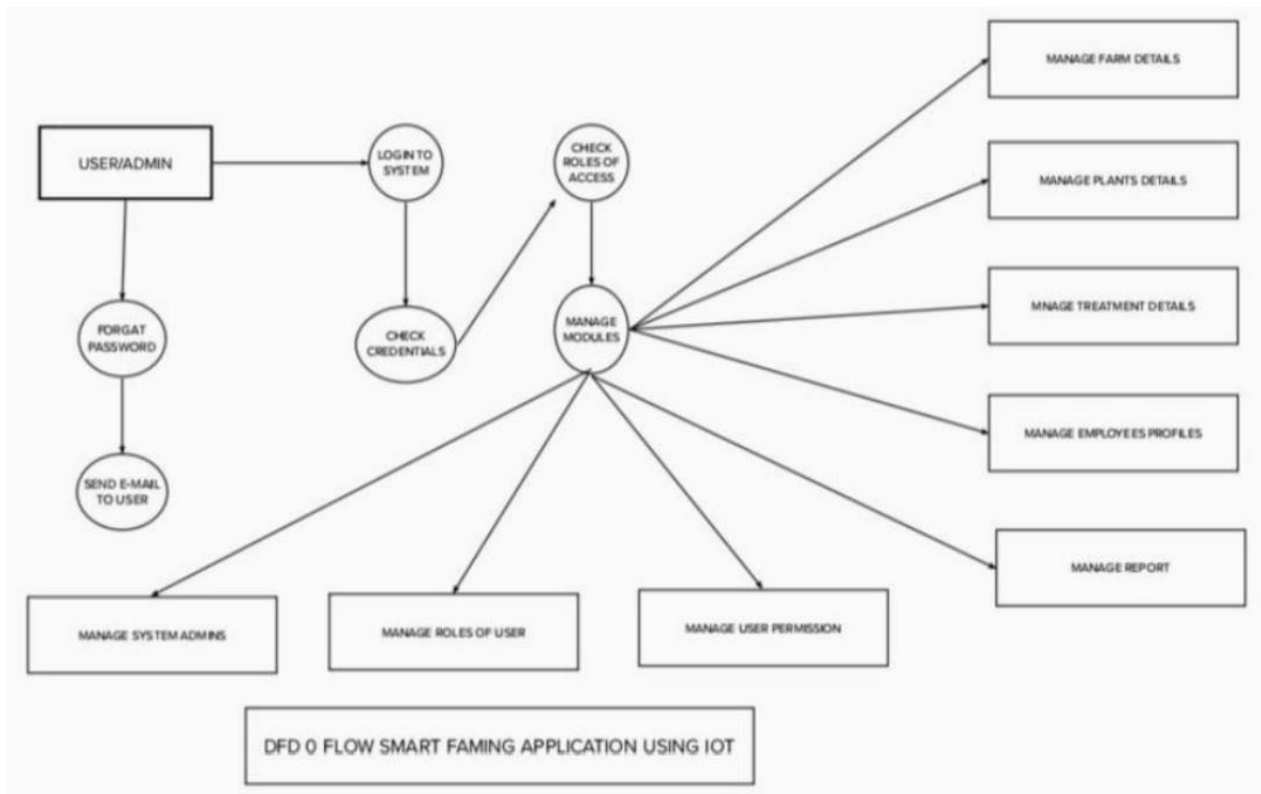 MANAGE FARM DETAILS
USER/ADMIN
LOGIN TO
SYSTEM
CHECK
ROLES OF
ACCESS
MANAGE PLANTS DETAILS
MNAGE TREATMENT DETAILS
FORGAT
PASSWORD
CHECK
CREDENTIALS
MANAGE
MODULES
MANAGE EMPLOYEES PROFILES
SEND E-MAIL
TO USER
MANAGE REPORT
MANAGE SYSTEM ADMINS
MANAGE ROLES OF USER
MANAGE USER PERMISSION
DFD 0 FLOW SMART FAMING APPLICATION USING IOT